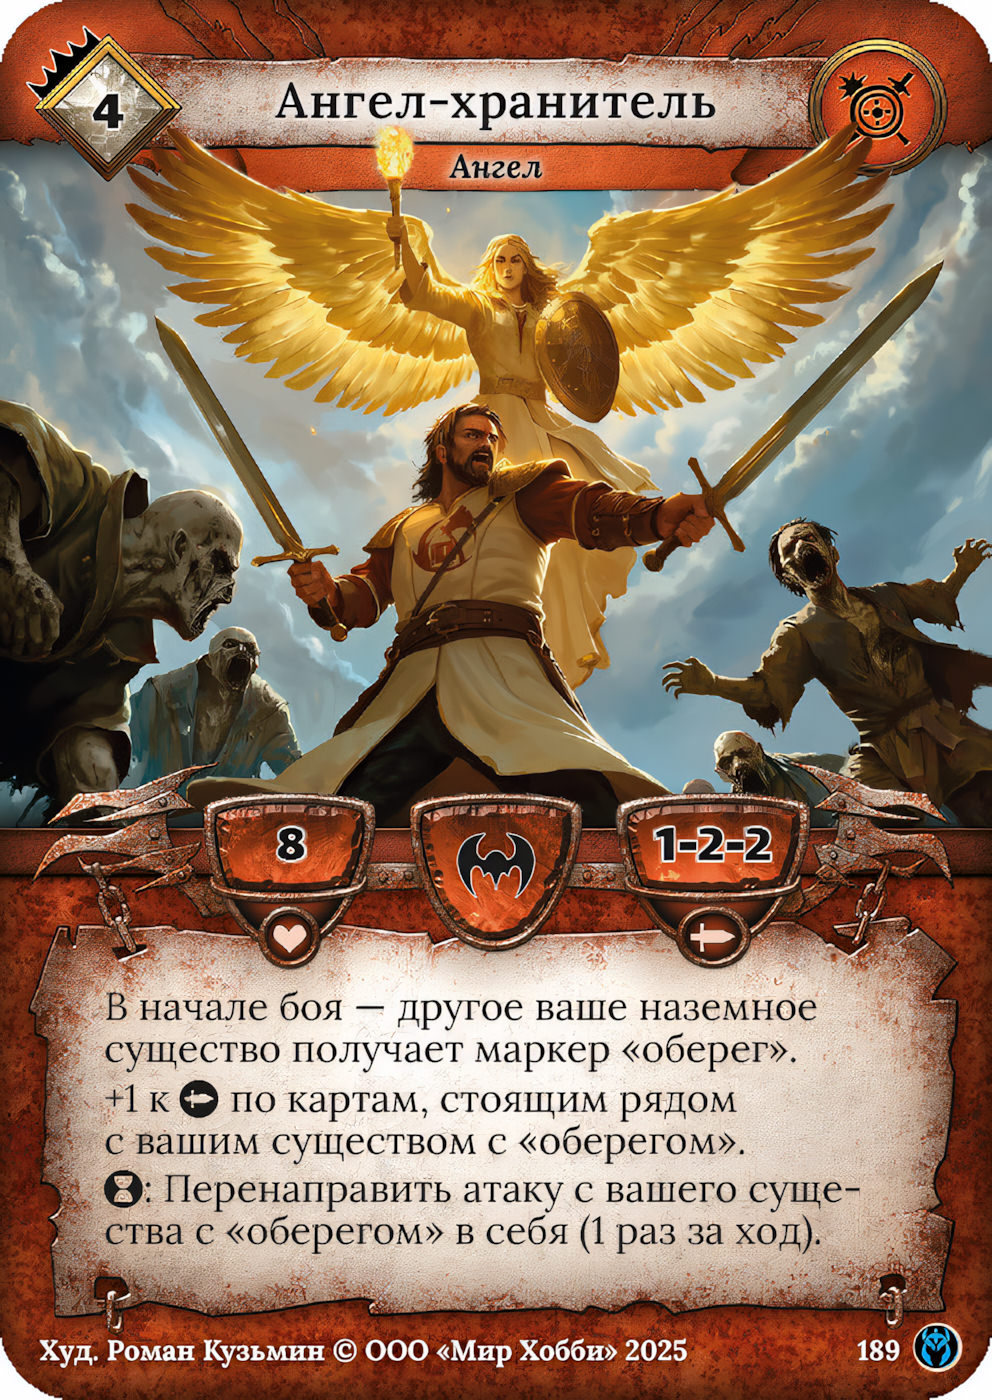 4
Ангел-хранитель
Ангел
8
1-2-2
В начале боя — другое ваше наземное
существо получает маркер «оберег».
+1 к по картам, стоящим рядом
с вашим существом с «оберегом».
: Перенаправить атаку с вашего суще-
ства с «оберегом» в себя (1 раз за ход).
Худ. Роман Кузьмин © ООО «Мир Хобби» 2025
189